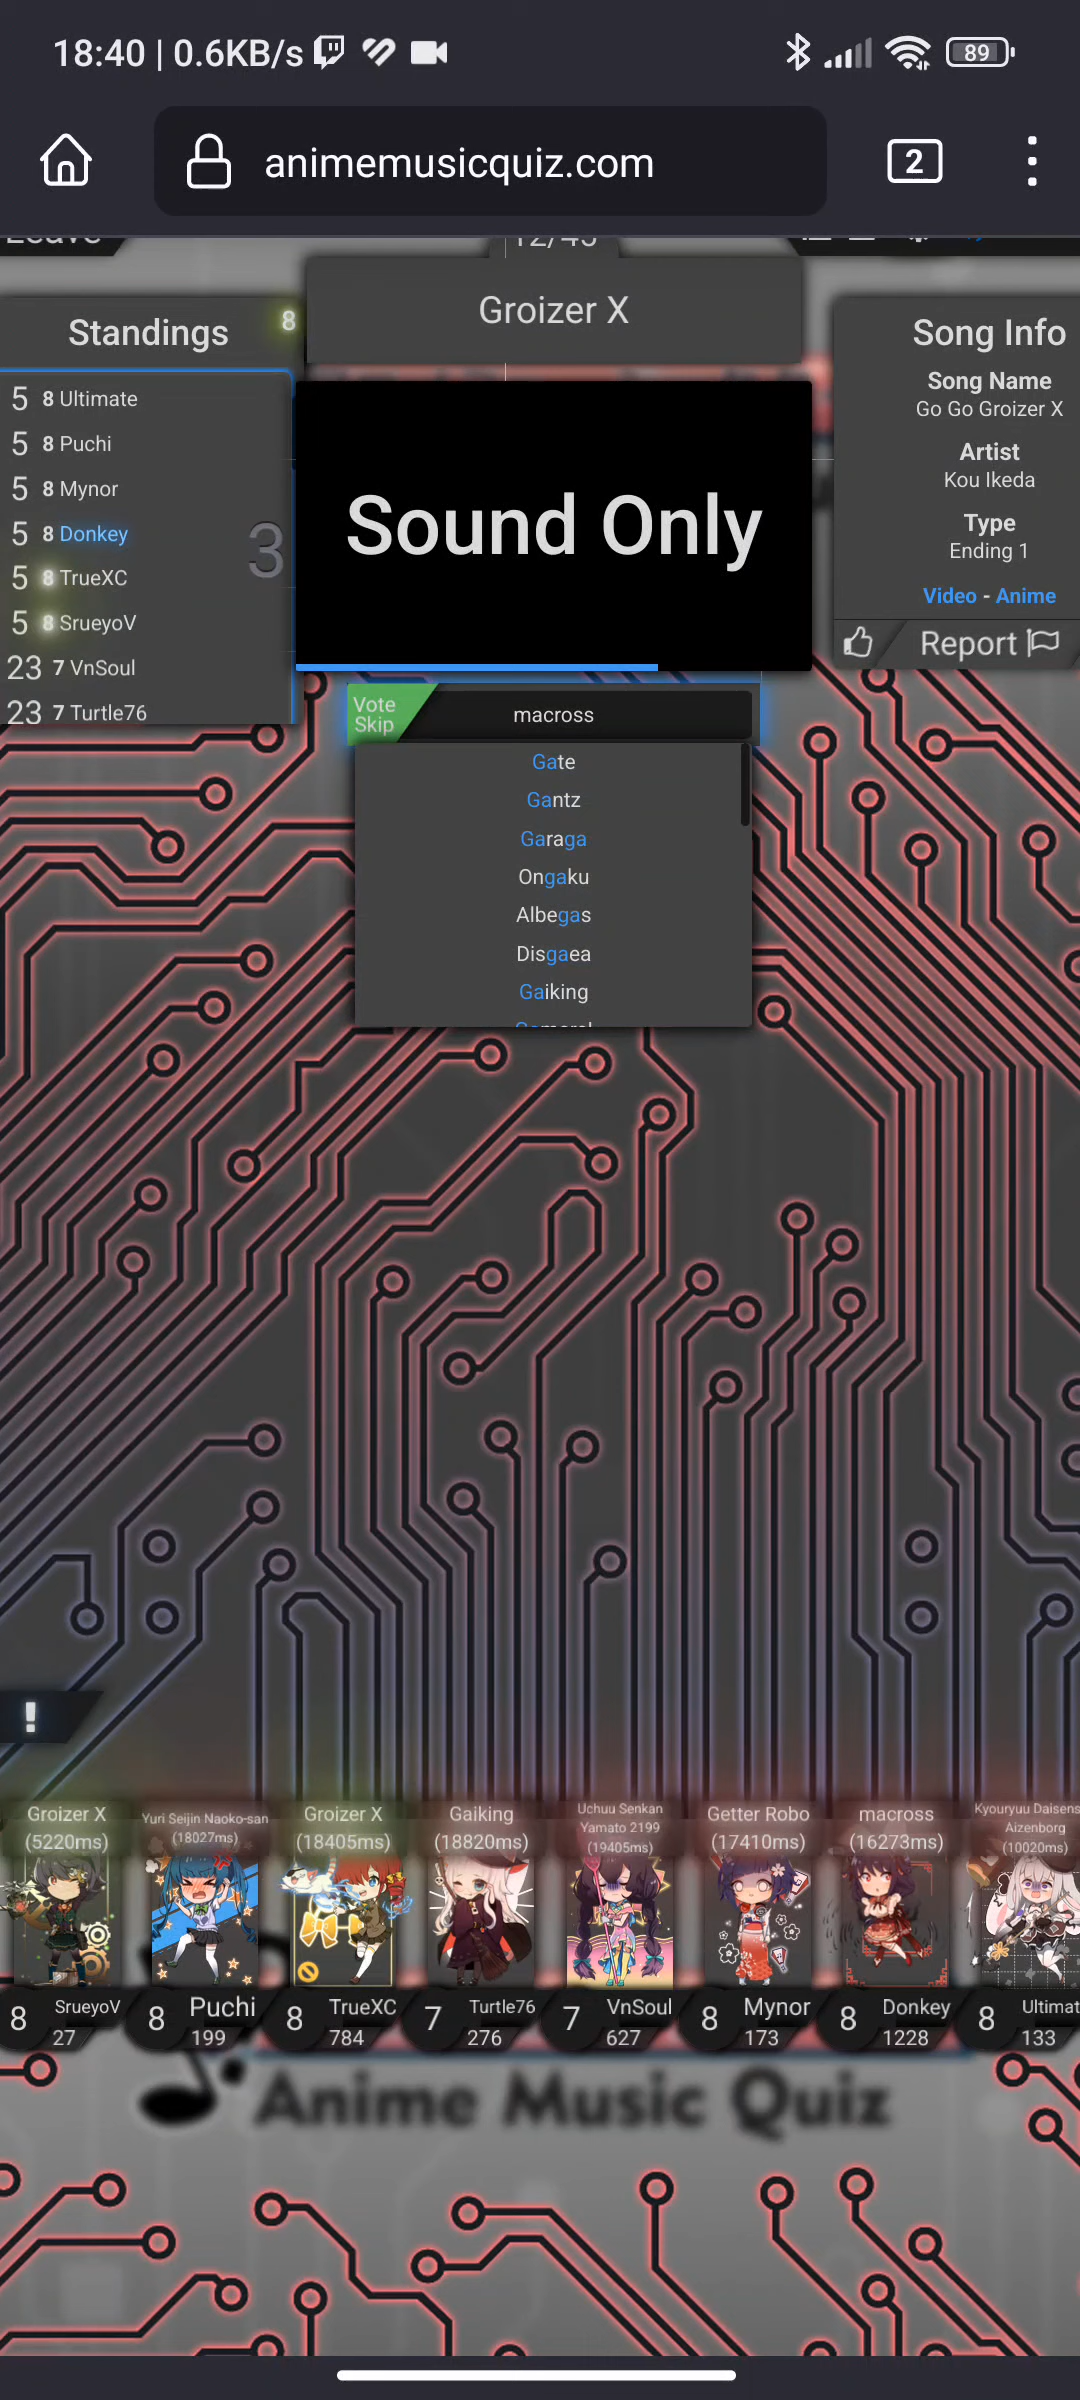 18:40 | 0.6KB/s
89
animemusicquiz.com
2
Groizer X
Standings
8
5 8 Ultimate
5 8 Puchi
5 8 Mynor
5 8 Donkey
5 8 TrueXC
5 8 SrueyoV
23 7 VnSoul
23 7 Turtle76
3
Sound Only
Song Info
Song Name
Go Go Groizer X
Artist
Kou Ikeda
Type
Ending 1
Video - Anime
Report
Vote
Skip
macross
Gate
Gantz
Garaga
Ongaku
Albegas
Disgaea
Gaiking
!
Groizer X
(5220ms)
Yuri Seijin Naoko-san
(18027ms)
Groizer X
(18405ms)
Gaiking
(18820ms)
Uchuu Senkan
Yamato 2199
(19405ms)
Getter Robo
(17410ms)
macross
(16273ms)
Kyouryuu Daisens
Aizenborg
(10020ms)
8 SrueyoV
27
8 Puchi
199
8 TrueXC
784
7 Turtle76
276
7 VnSoul
627
8 Mynor
173
8 Donkey
1228
8 Ultimat
133
Anime Music Quiz